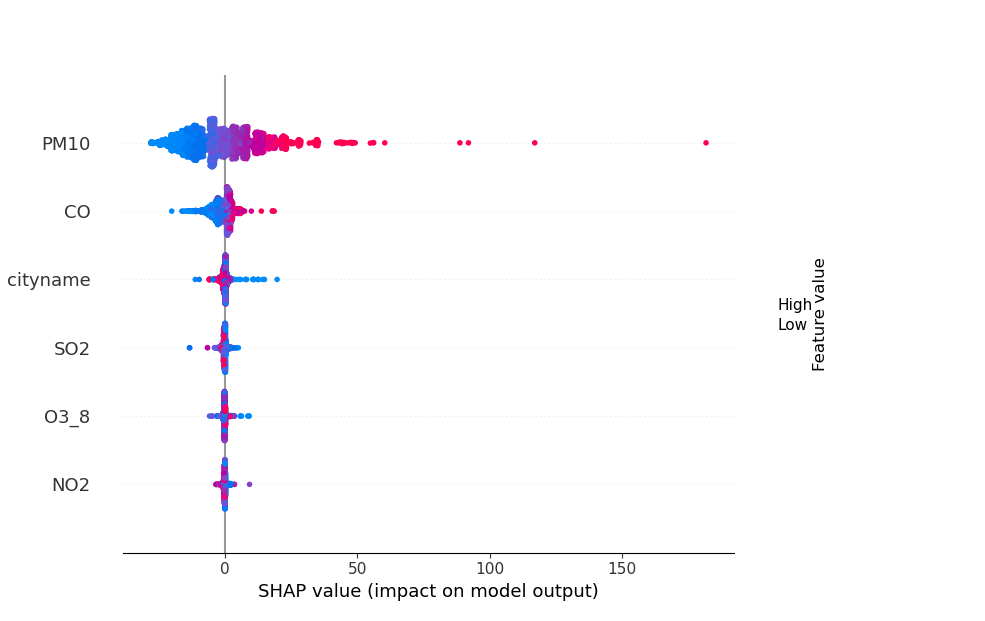 PM10
CO
cityname
SO2
O3_8
NO2
0 50 100 150
SHAP value (impact on model output)
High
Low
Feature value